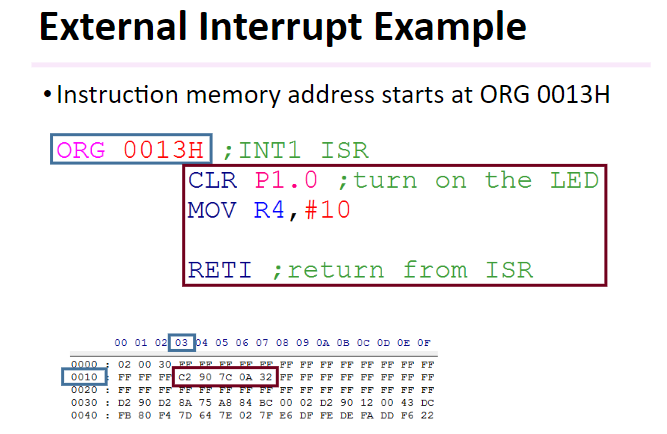 External Interrupt Example
• Instruction memory address starts at ORG 0013H
ORG 0013H ;INT1 ISR
CLR P1.0 ;turn on the LED
MOV R4,#10
RETI ;return from ISR
00 01 02 03 04 05 06 07 08 09 0A 0B 0C 0D 0E 0F
0000 : 02 00 30 FF FF FF FF FF FF FF FF FF FF FF FF FF
0010 : FF FF FF C2 90 7C 0A 32 FF FF FF FF FF FF FF FF
0020 : FF FF FF FF FF FF FF FF FF FF FF FF FF FF FF FF
0030 : D2 90 D2 8A 75 A8 84 BC 00 02 D2 90 12 00 43 DC
0040 : FB 80 F4 7D 64 7E 02 7F E6 DF FE DE FA DD F6 22